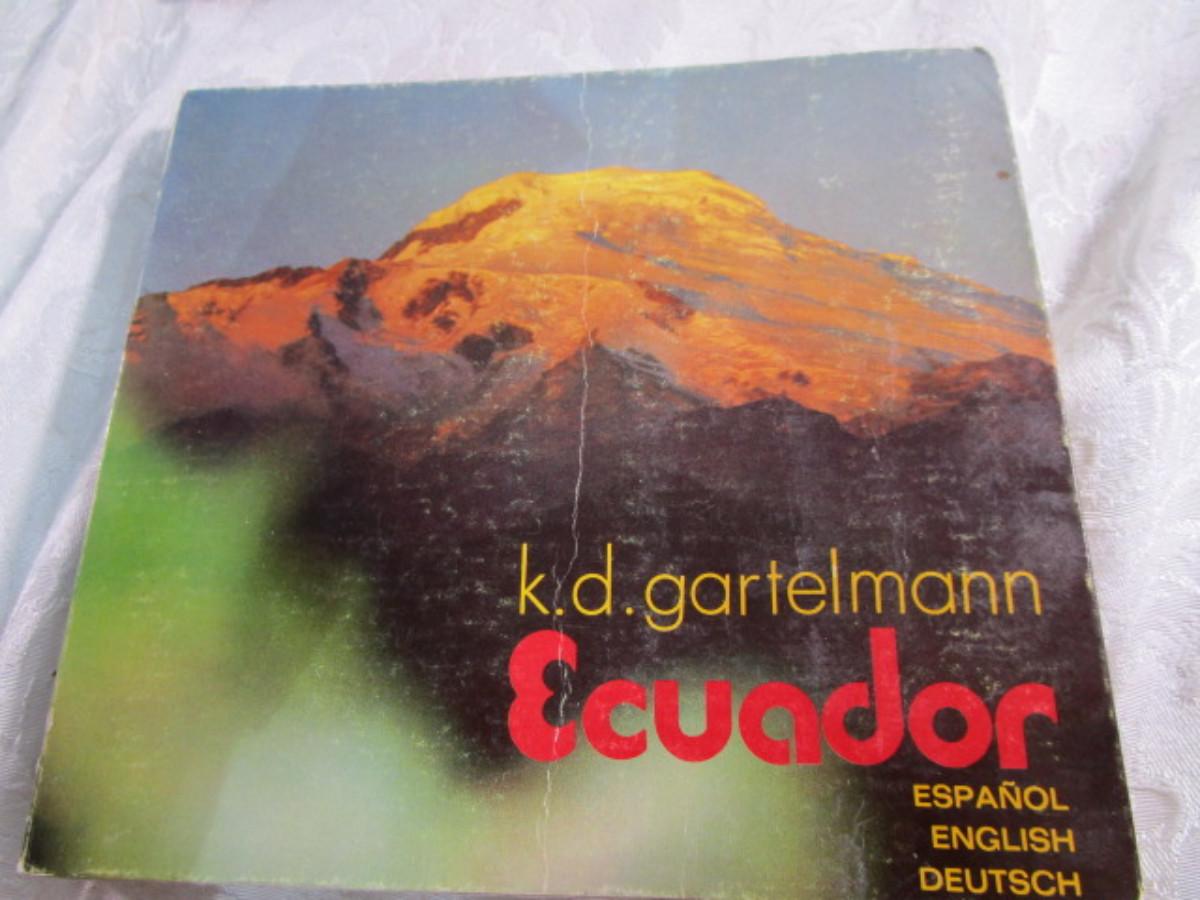 k.d.gartelmann
Ecuador
ESPAÑOL
ENGLISH
DEUTSCH